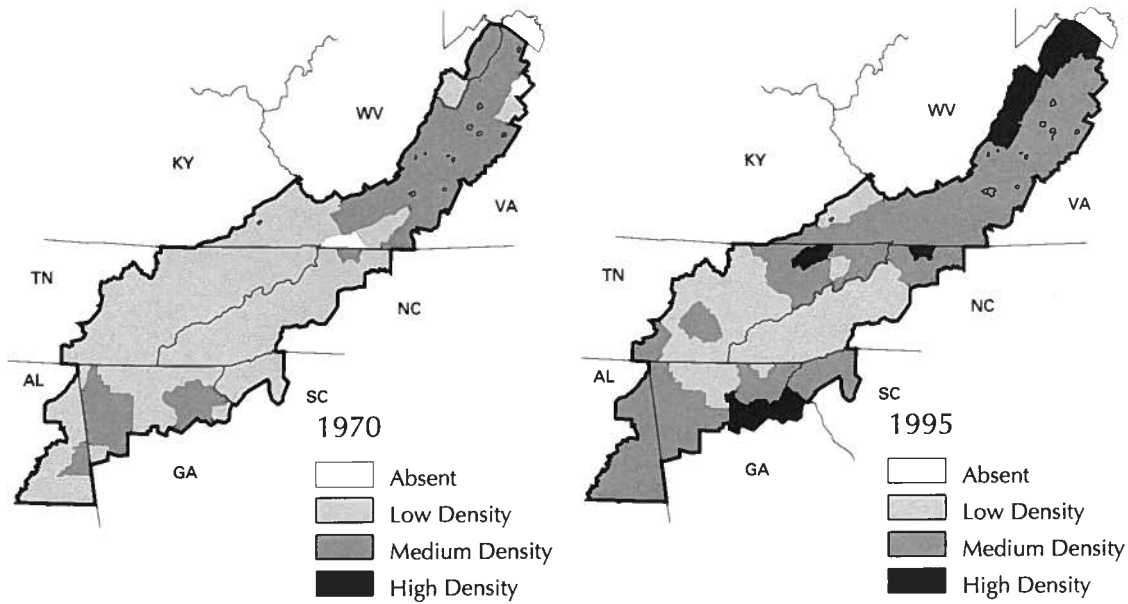 WV
KY
VA
TN
NC
AL
SC
GA
1970
Absent
Low Density
Medium Density
High Density
WV
KY
VA
TN
NC
AL
SC
GA
1995
Absent
Low Density
Medium Density
High Density